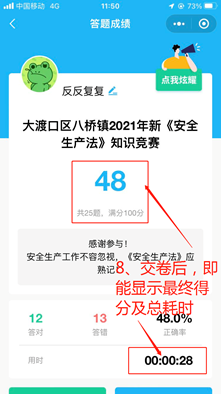 中国移动 4G
11:50
73%
答题成绩
点我炫耀
反反复复
大渡口区八桥镇2021年新《安全
生产法》知识竞赛
48
共25题，满分100分
感谢参与！
安全生产工作不容忽视，《安全生产法》应
熟记
8、交卷后，即
能显示最终得
分及总耗时
12
13
48.0%
答对
答错
正确率
用时
00:00:28